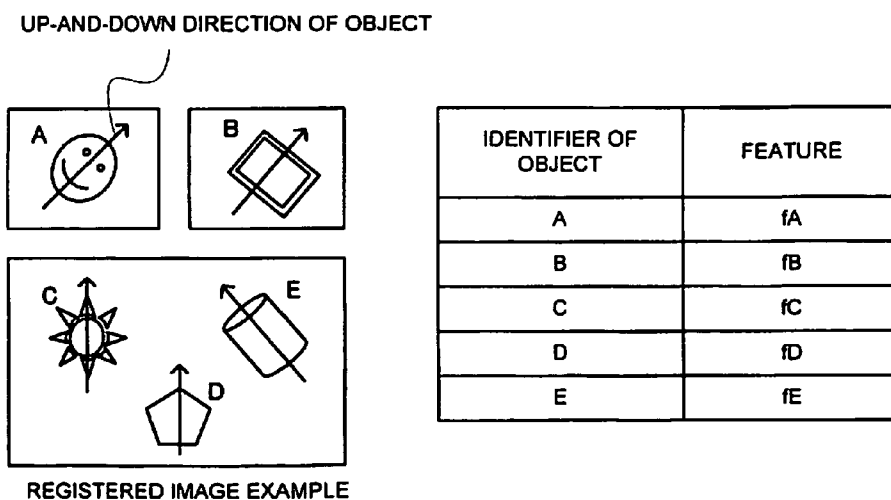 UP-AND-DOWN DIRECTION OF OBJECT
A
B
C
E
D
REGISTERED IMAGE EXAMPLE
IDENTIFIER OF OBJECT FEATURE
A fA
B fB
C fC
D fD
E fE